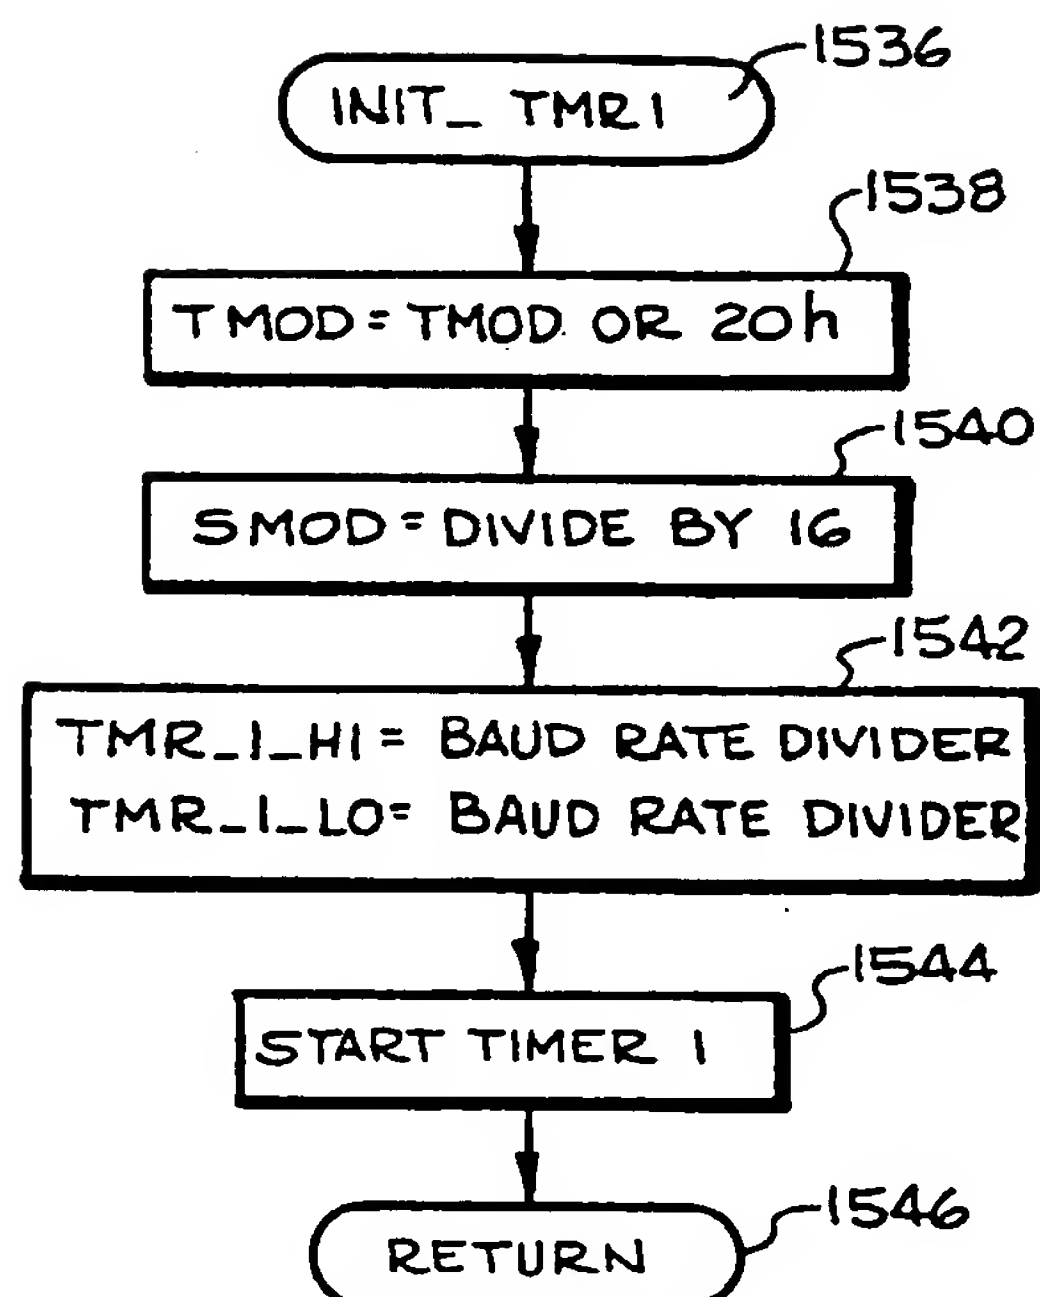 1536
INIT_ TMR1
1538
TMOD = TMOD OR 20h
1540
SMOD = DIVIDE BY 16
1542
TMR_1_HI = BAUD RATE DIVIDER
TMR_1_LO = BAUD RATE DIVIDER
1544
START TIMER 1
1546
RETURN